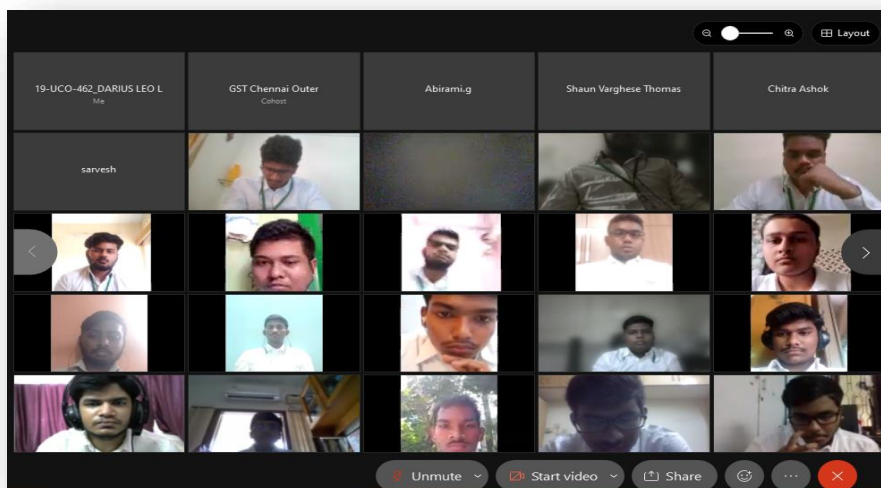 Layout
19-UCO-462_DARIUS LEO L
Me
GST Chennai Outer
Cohost
Abirami.g
Shaun Varghese Thomas
Chitra Ashok
sarvesh
Unmute
Start video
Share